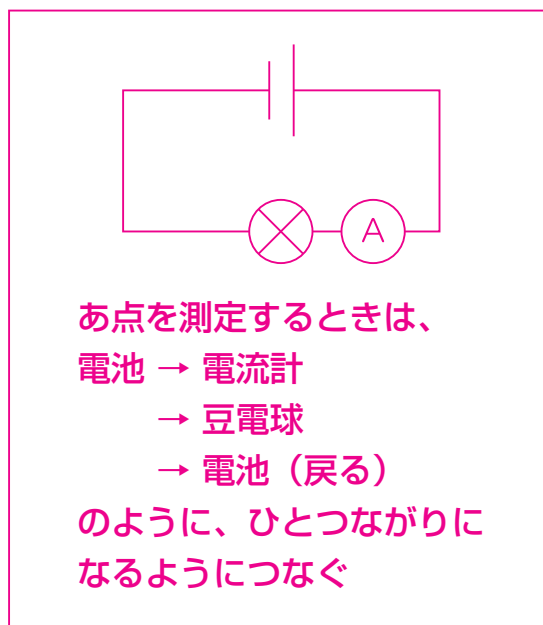 A
あ点を測定するときは、
電池 → 電流計
→ 豆電球
→ 電池（戻る）
のように、ひとつながりに
なるようにつなぐ